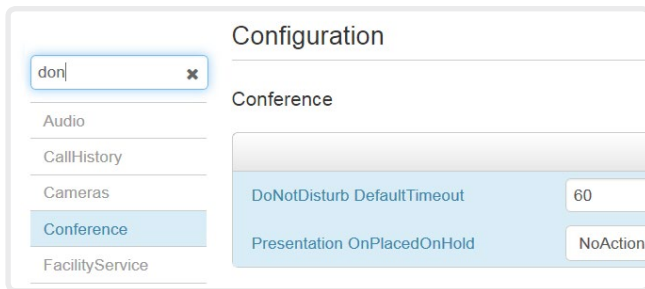 Configuration
don
Conference
Audio
CallHistory
Cameras
Conference
FacilityService
DoNotDisturb DefaultTimeout 60
Presentation OnPlacedOnHold NoAction